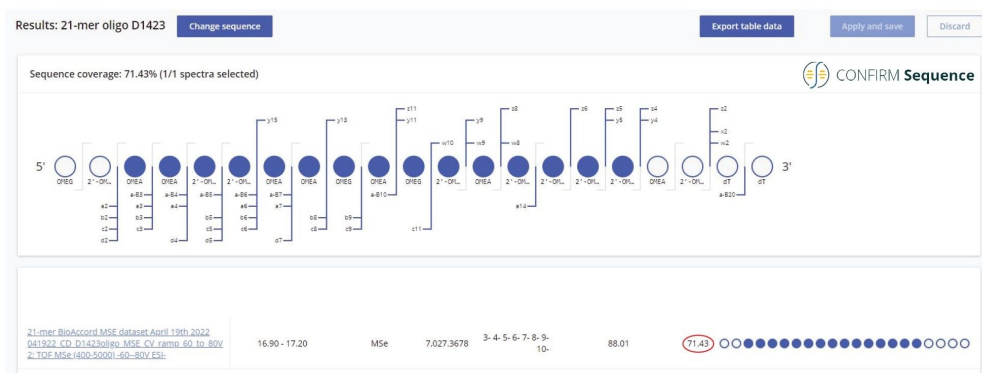 Results: 21-mer oligo D1423 Change sequence Export table data Apply and save Discard
Sequence coverage: 71.43% (1/1 spectra selected) CONFIRM Sequence
z11 z8 z6 z5 z4 z2
y15 y13 y11 y9 y5 y4
x2
w10 w9 w8 w2
5' 3'
OMEG 2'-OM… OMEA 2'-OM… OMEA 2'-OM… OMEA 2'-OM… OMEA 2'-OM… OMEG 2'-OM… OMEA 2'-OM… 2'-OM… 2'-OM… 2'-OM… OMEA 2'-OM… dT dT
a-B3 a-B4 a-B5 a-B6 a-B7 a-B10 a-B20
a2 a3 a4 a6 a7 a14
b2 b3 b5 b6 b8 b9
c2 c3 c5 c6 c8 c9 c11
d2 d4 d5 d7
21-mer BioAccord MSE dataset April 19th 2022
041922_CD_D1423oligo_MSE_CV_ramp_60_to_80V
2: TOF MSe (400-5000) -60--80V ESI-
16.90 - 17.20 MSe 7,027.3678 3- 4- 5- 6- 7- 8- 9- 88.01 71.43
10-